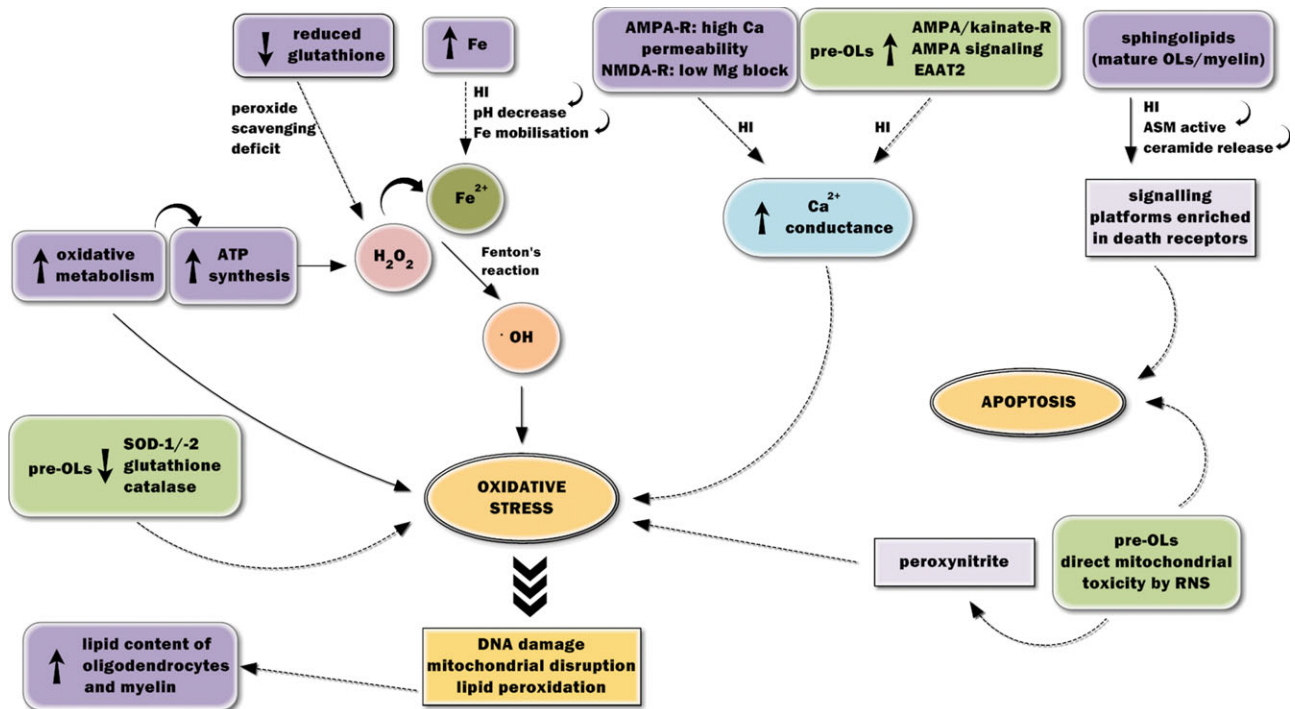 reduced
glutathione
Fe
AMPA-R: high Ca
permeability
NMDA-R: low Mg block
pre-OLs
AMPA/kainate-R
AMPA signaling
EAAT2
sphingolipids
(mature OLs/myelin)
peroxide
scavenging
deficit
HI
pH decrease
Fe mobilisation
HI
HI
HI
ASM active
ceramide release
Fe2+
Ca2+
conductance
signalling
platforms enriched
in death receptors
oxidative
metabolism
ATP
synthesis
H2O2
Fenton's
reaction
· OH
APOPTOSIS
pre-OLs
SOD-1/-2
glutathione
catalase
OXIDATIVE
STRESS
peroxynitrite
pre-OLs
direct mitochondrial
toxicity by RNS
lipid content of
oligodendrocytes
and myelin
DNA damage
mitochondrial disruption
lipid peroxidation